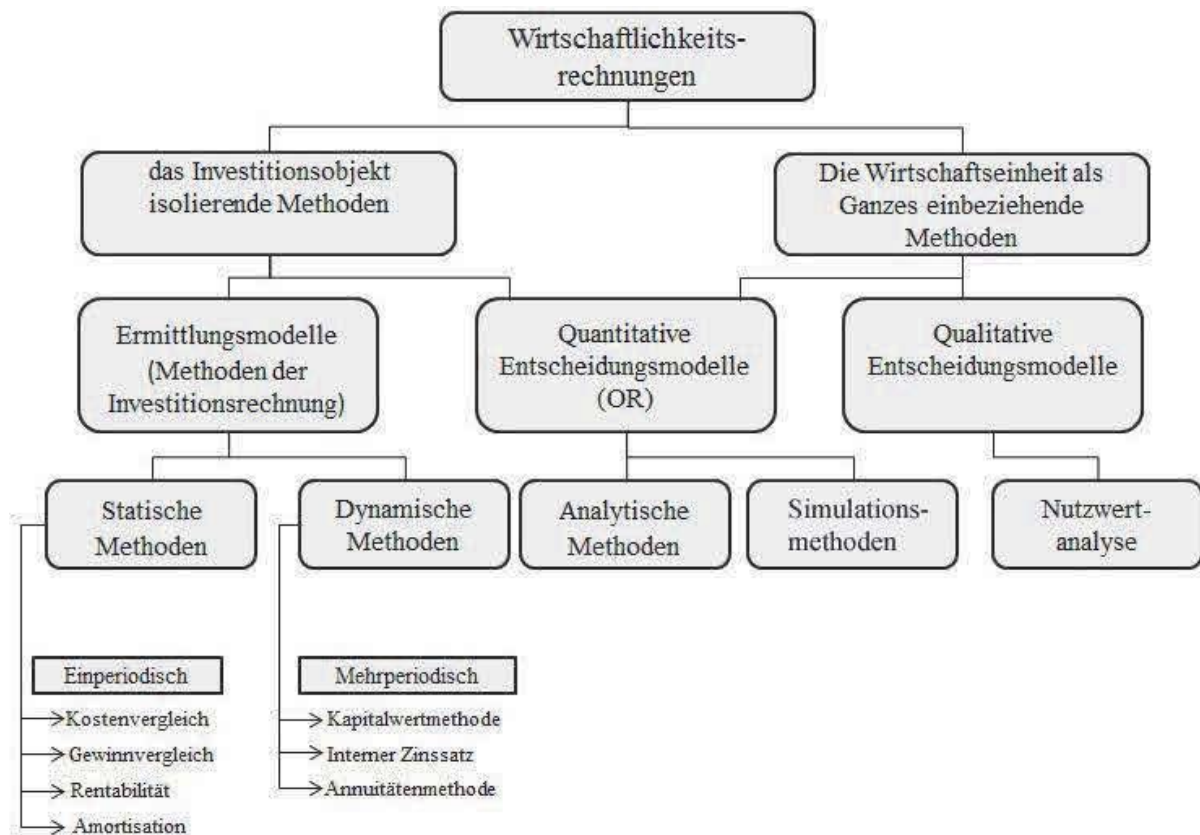 Wirtschaftlichkeits-
rechnungen
das Investitionsobjekt
isolierende Methoden
Die Wirtschaftseinheit als
Ganzes einbeziehende
Methoden
Ermittlungsmodelle
(Methoden der
Investitionsrechnung)
Quantitative
Entscheidungsmodelle
(OR)
Qualitative
Entscheidungsmodelle
Statische
Methoden
Dynamische
Methoden
Analytische
Methoden
Simulations-
methoden
Nutzwert-
analyse
Einperiodisch
Kostenvergleich
Gewinnvergleich
Rentabilität
Amortisation
Mehrperiodisch
Kapitalwertmethode
Interner Zinssatz
Annuitätenmethode